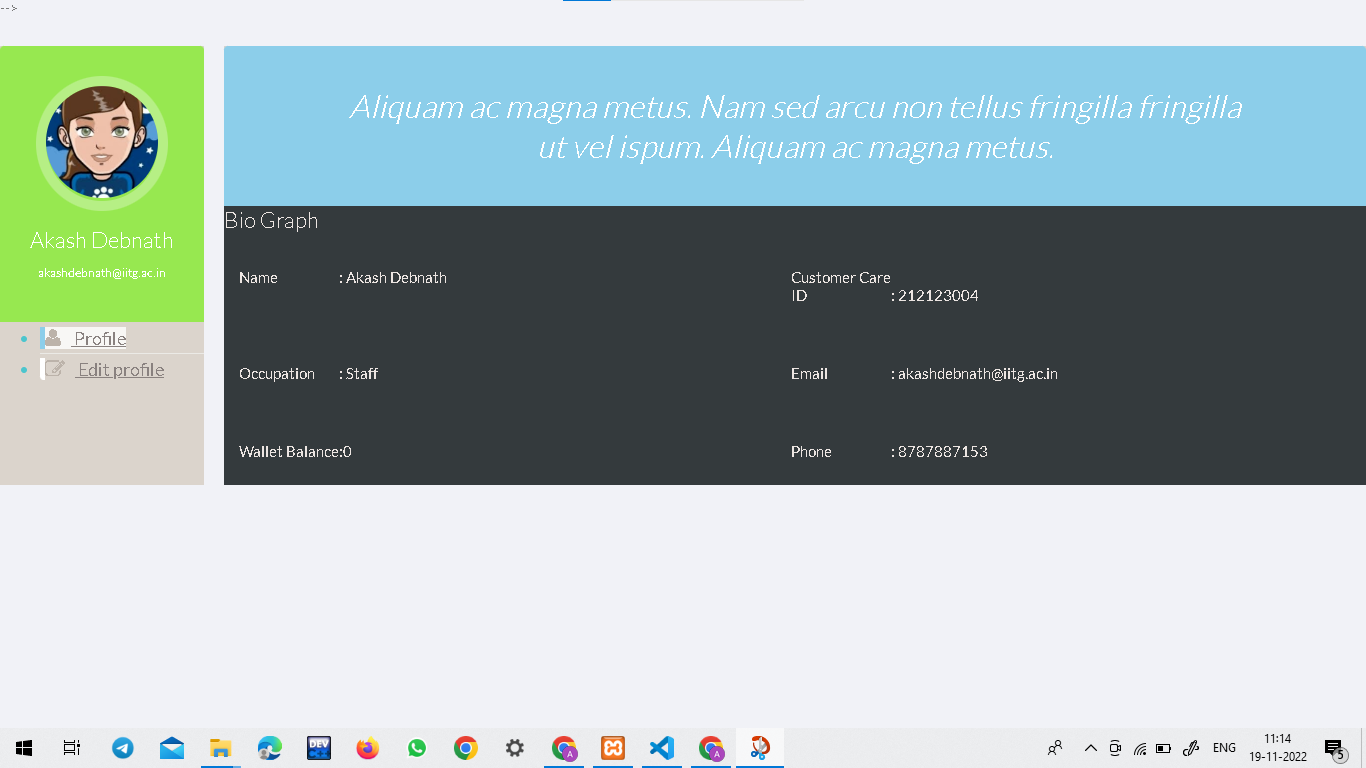 -->
Aliquam ac magna metus. Nam sed arcu non tellus fringilla fringilla
ut vel ispum. Aliquam ac magna metus.
Akash Debnath
akashdebnath@iitg.ac.in
Profile
Edit profile
Bio Graph
Name : Akash Debnath
Customer Care
ID : 212123004
Occupation : Staff
Email : akashdebnath@iitg.ac.in
Wallet Balance:0
Phone : 8787887153
DEV
A
A
ENG
11:14
19-11-2022
5